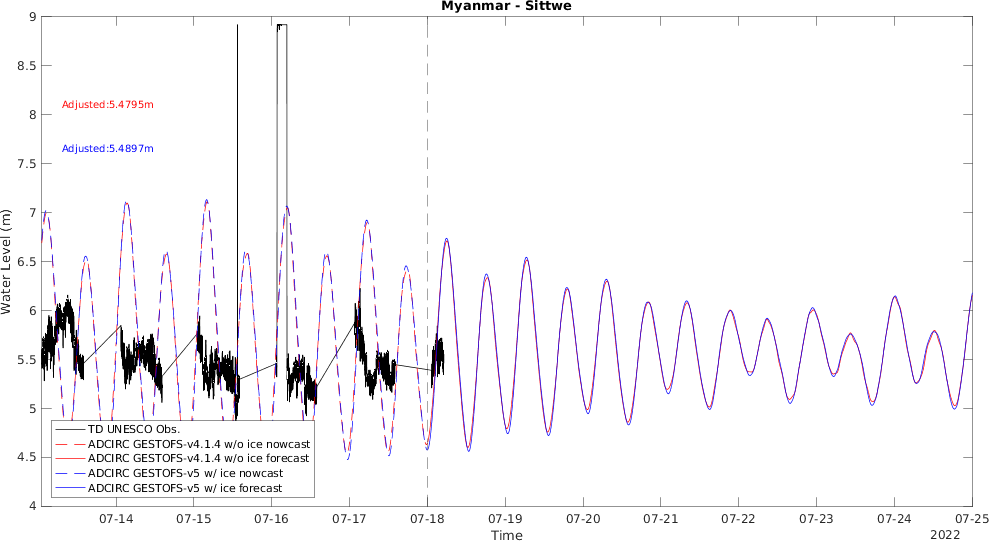 Myanmar - Sittwe
9
8.5
8
7.5
7
6.5
6
5.5
5
4.5
4
Water Level (m)
Adjusted:5.4795m
Adjusted:5.4897m
TD UNESCO Obs.
ADCIRC GESTOFS-v4.1.4 w/o ice nowcast
ADCIRC GESTOFS-v4.1.4 w/o ice forecast
ADCIRC GESTOFS-v5 w/ ice nowcast
ADCIRC GESTOFS-v5 w/ ice forecast
07-14 07-15 07-16 07-17 07-18 07-19 07-20 07-21 07-22 07-23 07-24 07-25
Time
2022